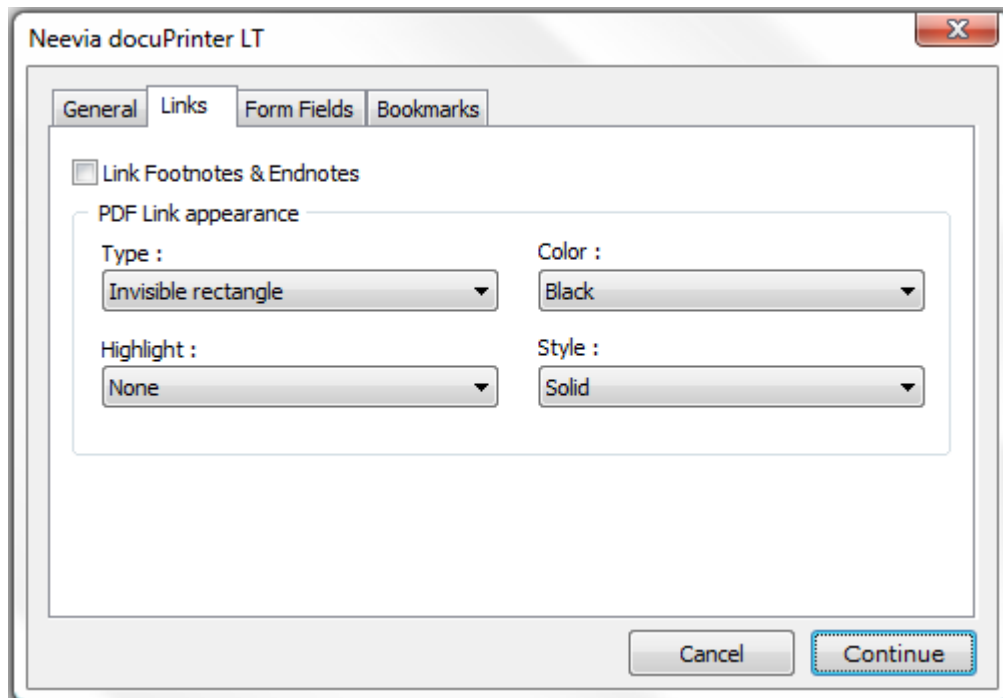 Neevia docuPrinter LT
General Links Form Fields Bookmarks
Link Footnotes & Endnotes
PDF Link appearance
Type : Color :
Invisible rectangle Black
Highlight : Style :
None Solid
Cancel Continue